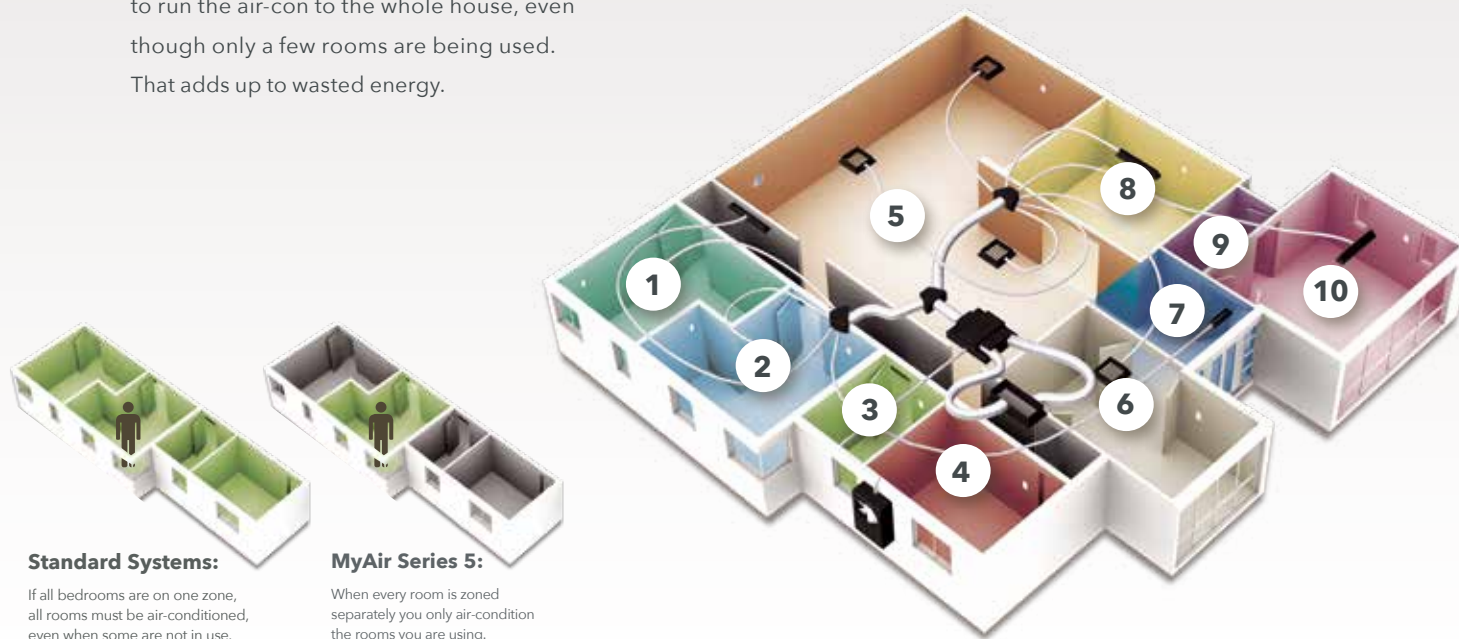 to run the air-con to the whole house, even
though only a few rooms are being used.
That adds up to wasted energy.
1
2
3
4
5
6
7
8
9
10
Standard Systems:
If all bedrooms are on one zone,
all rooms must be air-conditioned,
even when some are not in use.
MyAir Series 5:
When every room is zoned
separately you only air-condition
the rooms you are using.